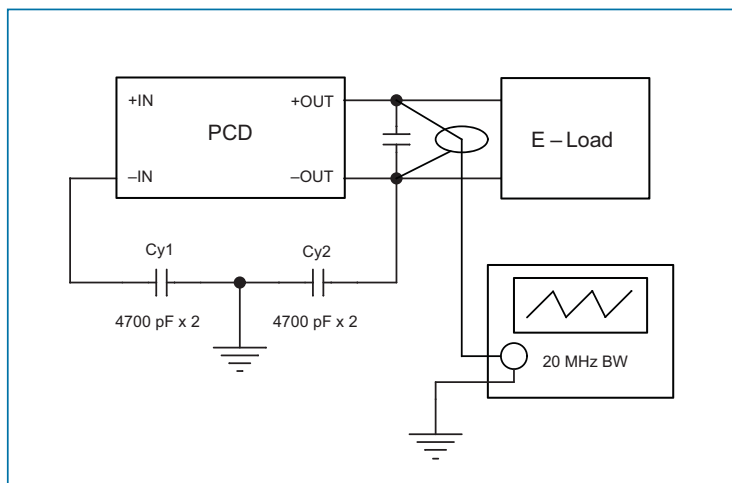 +IN
+OUT
PCD
E – Load
–IN
–OUT
Cy1
Cy2
4700 pF x 2
4700 pF x 2
20 MHz BW